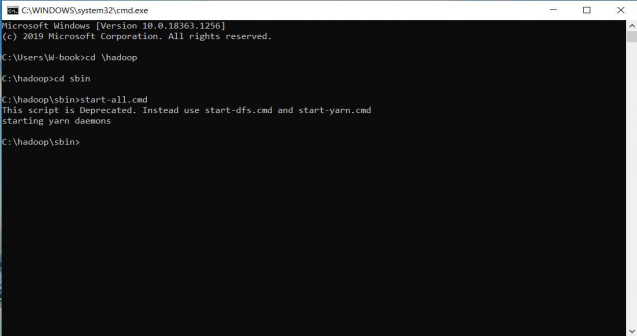 C:\WINDOWS\system32\cmd.exe
Microsoft Windows [Version 10.0.18363.1256]
(c) 2019 Microsoft Corporation. All rights reserved.
C:\Users\W-book>cd \hadoop
C:\hadoop>cd sbin
C:\hadoop\sbin>start-all.cmd
This script is Deprecated. Instead use start-dfs.cmd and start-yarn.cmd
starting yarn daemons
C:\hadoop\sbin>